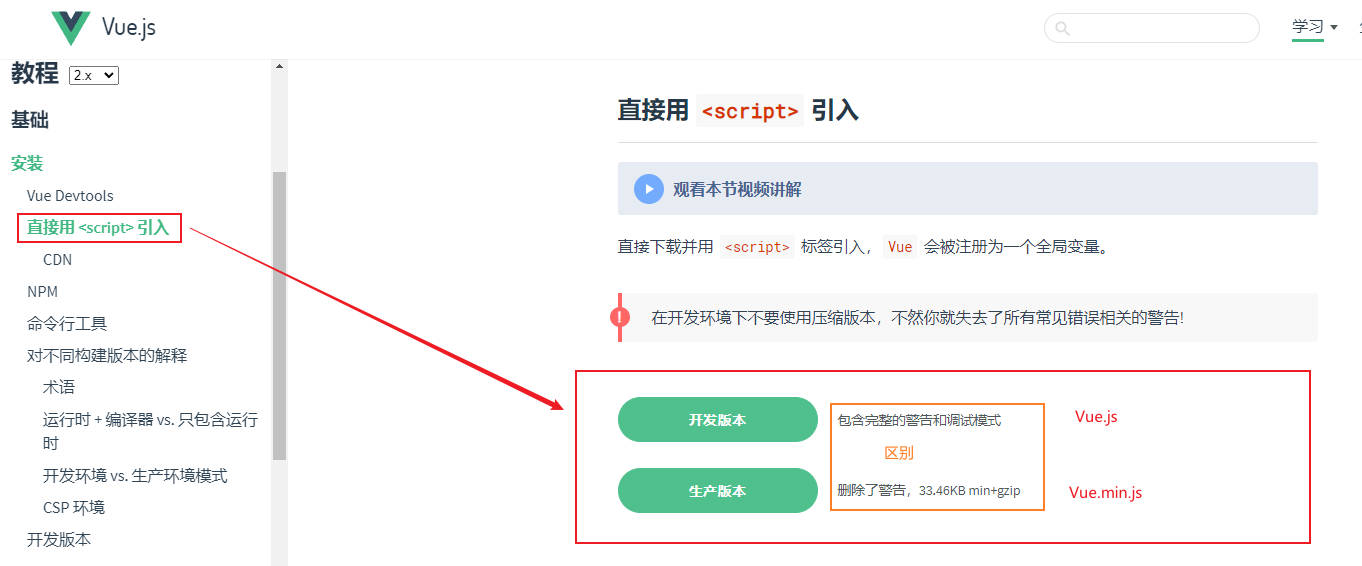 Vue.js
学习
教程 2.x
基础
安装
Vue Devtools
直接用 <script> 引入
CDN
NPM
命令行工具
对不同构建版本的解释
术语
运行时 + 编译器 vs. 只包含运行
时
开发环境 vs. 生产环境模式
CSP 环境
开发版本
直接用 <script> 引入
观看本节视频讲解
直接下载并用 <script> 标签引入，Vue 会被注册为一个全局变量。
! 在开发环境下不要使用压缩版本，不然你就失去了所有常见错误相关的警告!
开发版本 包含完整的警告和调试模式 Vue.js
区别
生产版本 删除了警告，33.46KB min+gzip Vue.min.js